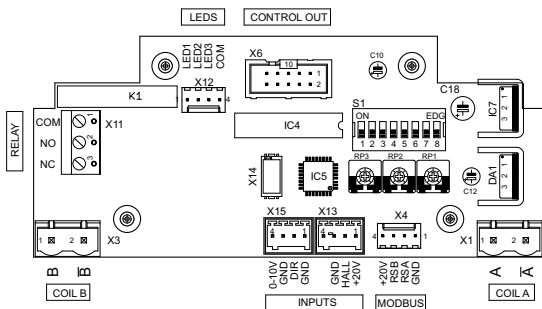 LEDS
CONTROL OUT
LED1
LED2
LED3
COM
X6
C10
10
1
2
X12
1
4
K1
C18
+
IC7
1
2
3
S1
ON
EDG
1 2 3 4 5 6 7 8
RELAY
COM
NO
NC
1
2
3
X11
IC4
X14
IC5
RP3
RP2
RP1
C12
DA1
1
2
3
X3
1
2
X15
4
1
X13
4
1
X4
4
1
X1
1
2
B
B
COIL B
0-10V
GND
DIR
GND
GND
HALL
+20V
INPUTS
+20V
RSB
RSA
GND
MODBUS
A
A
COIL A